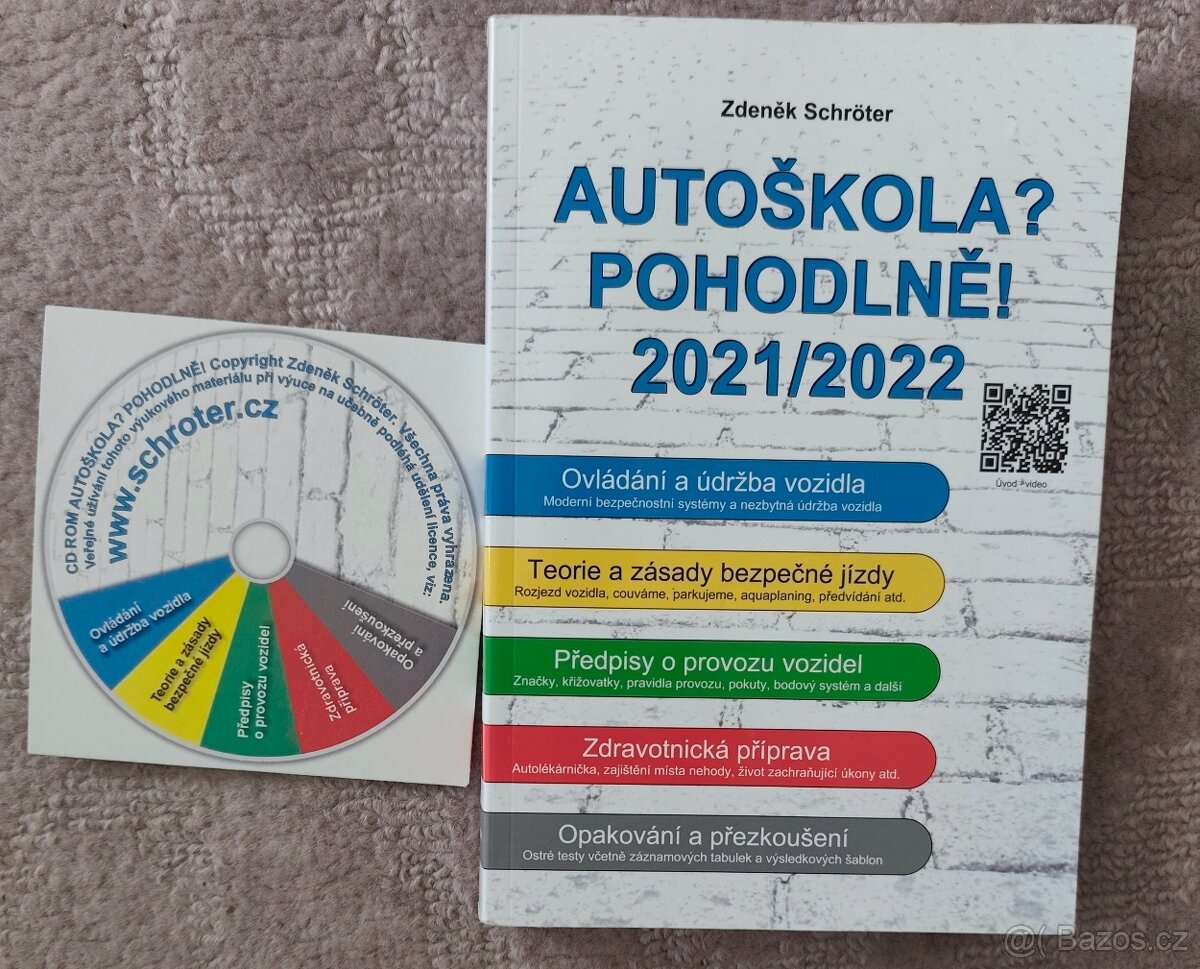 Zdeněk Schröter
AUTOŠKOLA?
POHODLNĚ!
2021/2022
Úvod - video
Ovládání a údržba vozidla
Moderní bezpečnostní systémy a nezbytná údržba vozidla
Teorie a zásady bezpečné jízdy
Rozjezd vozidla, couváme, parkujeme, aquaplaning, předvídání atd.
Předpisy o provozu vozidel
Značky, křižovatky, pravidla provozu, pokuty, bodový systém a další
Zdravotnická příprava
Autolékárnička, zajištění místa nehody, život zachraňující úkony atd.
Opakování a přezkoušení
Ostré testy včetně záznamových tabulek a výsledkových šablon
CD ROM AUTOŠKOLA? POHODLNĚ! Copyright Zdeněk Schröter. Všechna práva vyhrazena.
Veřejné užívání tohoto výukového materiálu při výuce na učebně podléhá udělení licence, viz:
www.schroter.cz
Ovládání
a údržba vozidla
Teorie a zásady
bezpečné jízdy
Předpisy
o provozu vozidel
Zdravotnická
příprava
Opakování
a přezkoušení
@( Bazos.cz